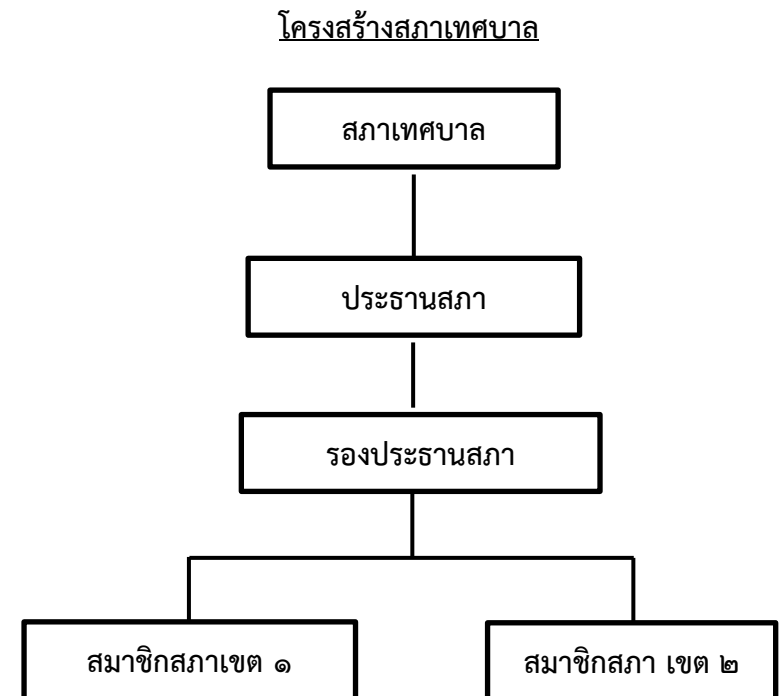 โครงสร้างสภาเทศบาล
สภาเทศบาล
ประธานสภา
รองประธานสภา
สมาชิกสภาเขต ๑
สมาชิกสภา เขต ๒